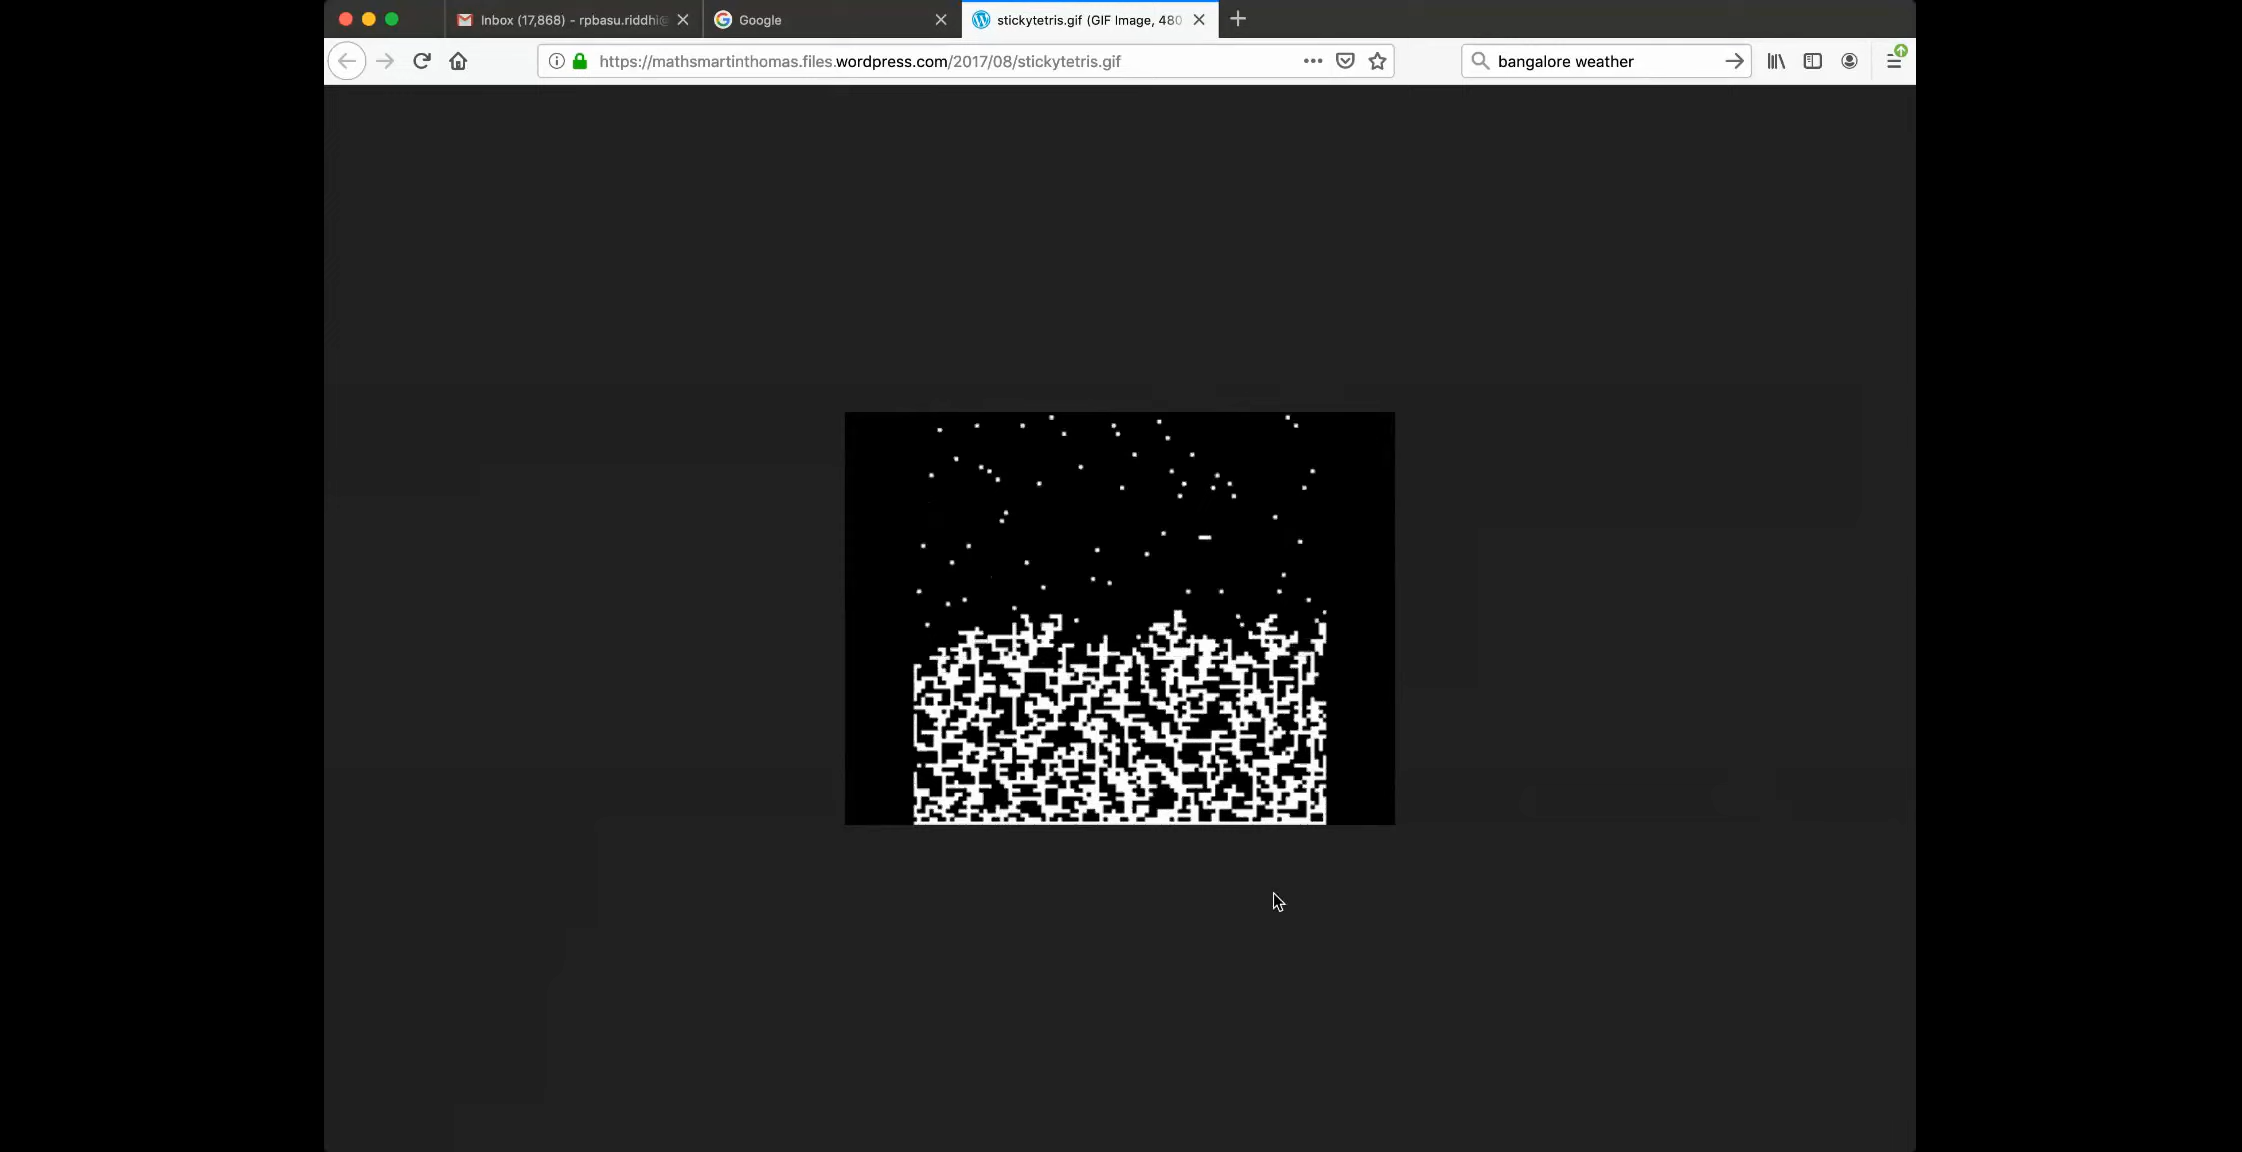 Inbox (17,868) - rpbasu.riddhi@
Google
stickytetris.gif (GIF Image, 480
https://mathsmartinthomas.files.wordpress.com/2017/08/stickytetris.gif
bangalore weather